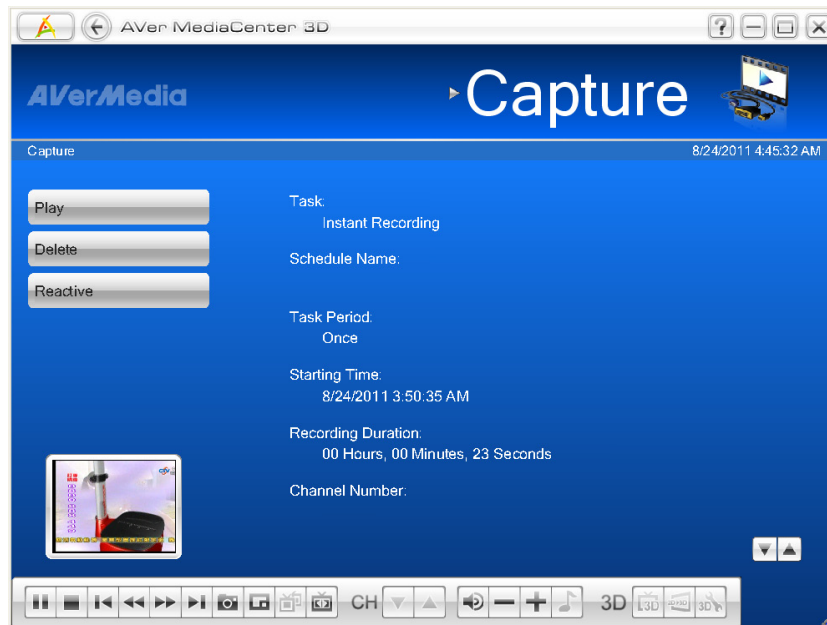 AVer MediaCenter 3D
AVerMedia
Capture
Capture
8/24/2011 4:45:32 AM
Play
Delete
Reactive
Task:
Instant Recording
Schedule Name:
Task Period:
Once
Starting Time:
8/24/2011 3:50:35 AM
Recording Duration:
00 Hours, 00 Minutes, 23 Seconds
Channel Number:
CH
3D
3D
3D